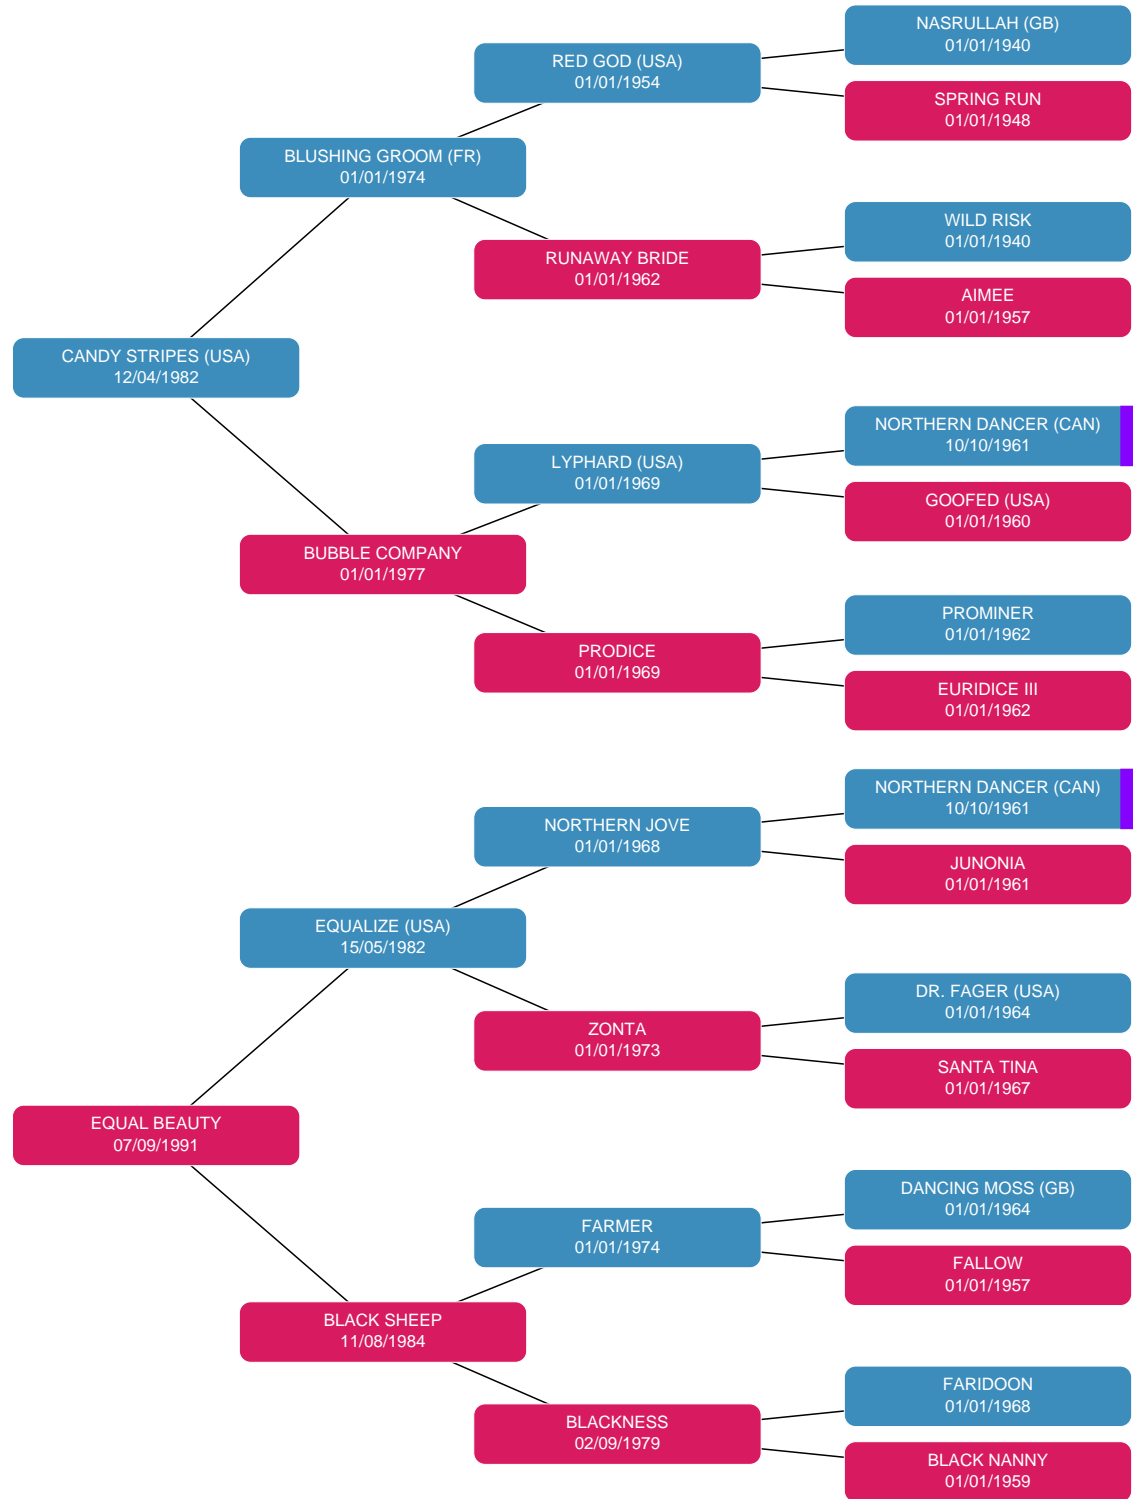 NASRULLAH (GB)
01/01/1940
RED GOD (USA)
01/01/1954
SPRING RUN
01/01/1948
BLUSHING GROOM (FR)
01/01/1974
WILD RISK
01/01/1940
RUNAWAY BRIDE
01/01/1962
AIMEE
01/01/1957
CANDY STRIPES (USA)
12/04/1982
NORTHERN DANCER (CAN)
10/10/1961
LYPHARD (USA)
01/01/1969
GOOFED (USA)
01/01/1960
BUBBLE COMPANY
01/01/1977
PROMINER
01/01/1962
PRODICE
01/01/1969
EURIDICE III
01/01/1962
NORTHERN DANCER (CAN)
10/10/1961
NORTHERN JOVE
01/01/1968
JUNONIA
01/01/1961
EQUALIZE (USA)
15/05/1982
DR. FAGER (USA)
01/01/1964
ZONTA
01/01/1973
SANTA TINA
01/01/1967
EQUAL BEAUTY
07/09/1991
DANCING MOSS (GB)
01/01/1964
FARMER
01/01/1974
FALLOW
01/01/1957
BLACK SHEEP
11/08/1984
FARIDOON
01/01/1968
BLACKNESS
02/09/1979
BLACK NANNY
01/01/1959